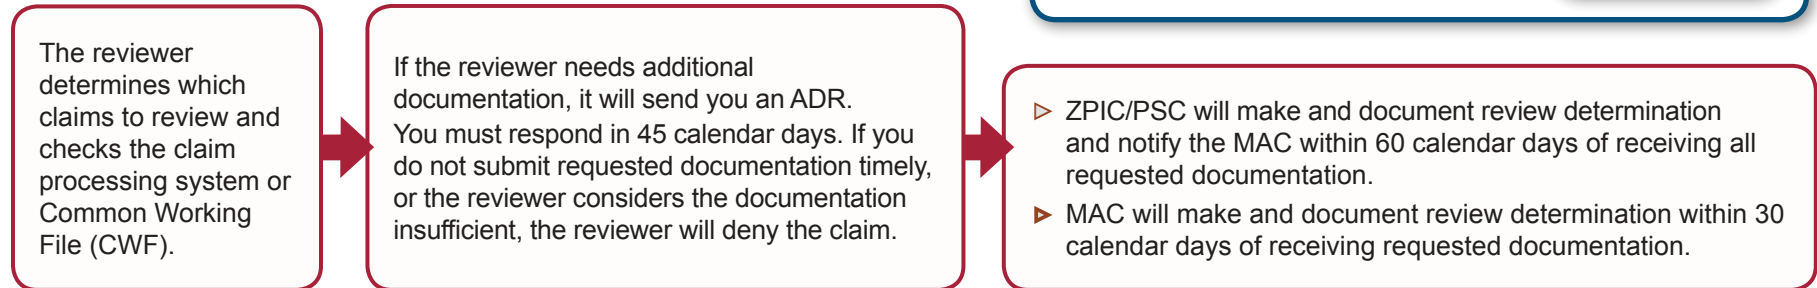 The reviewer
determines which
claims to review and
checks the claim
processing system or
Common Working
File (CWF).
If the reviewer needs additional
documentation, it will send you an ADR.
You must respond in 45 calendar days. If you
do not submit requested documentation timely,
or the reviewer considers the documentation
insufficient, the reviewer will deny the claim.
ZPIC/PSC will make and document review determination
and notify the MAC within 60 calendar days of receiving all
requested documentation.
MAC will make and document review determination within 30
calendar days of receiving requested documentation.